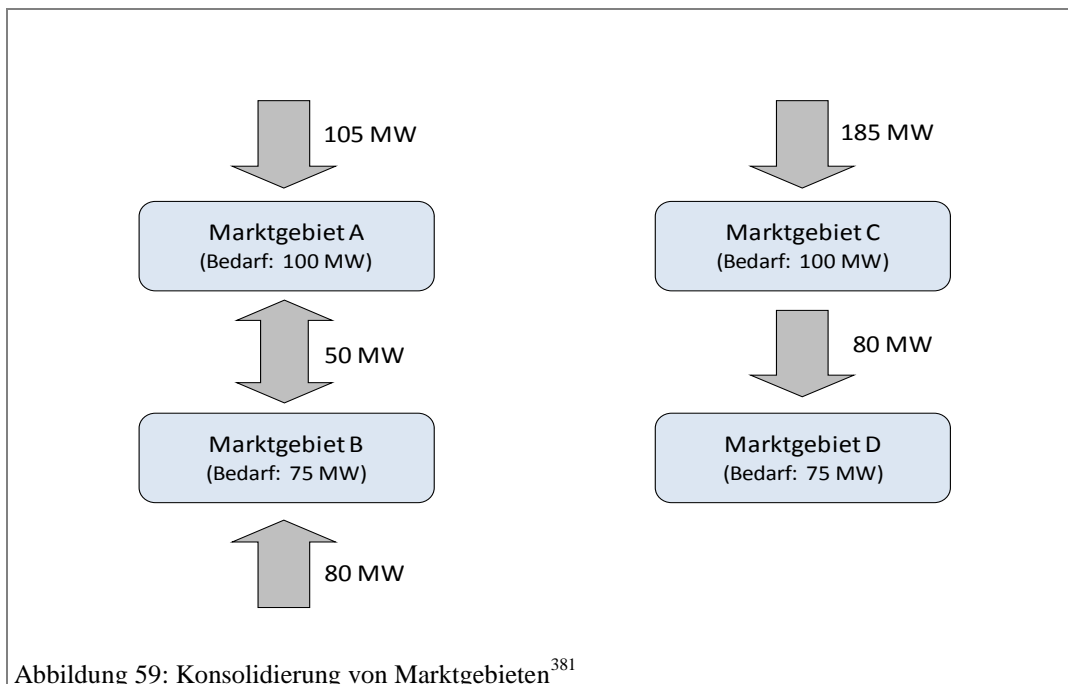 105 MW
185 MW
Marktgebiet A
(Bedarf: 100 MW)
Marktgebiet C
(Bedarf: 100 MW)
50 MW
80 MW
Marktgebiet B
(Bedarf: 75 MW)
Marktgebiet D
(Bedarf: 75 MW)
80 MW
Abbildung 59: Konsolidierung von Marktgebieten381